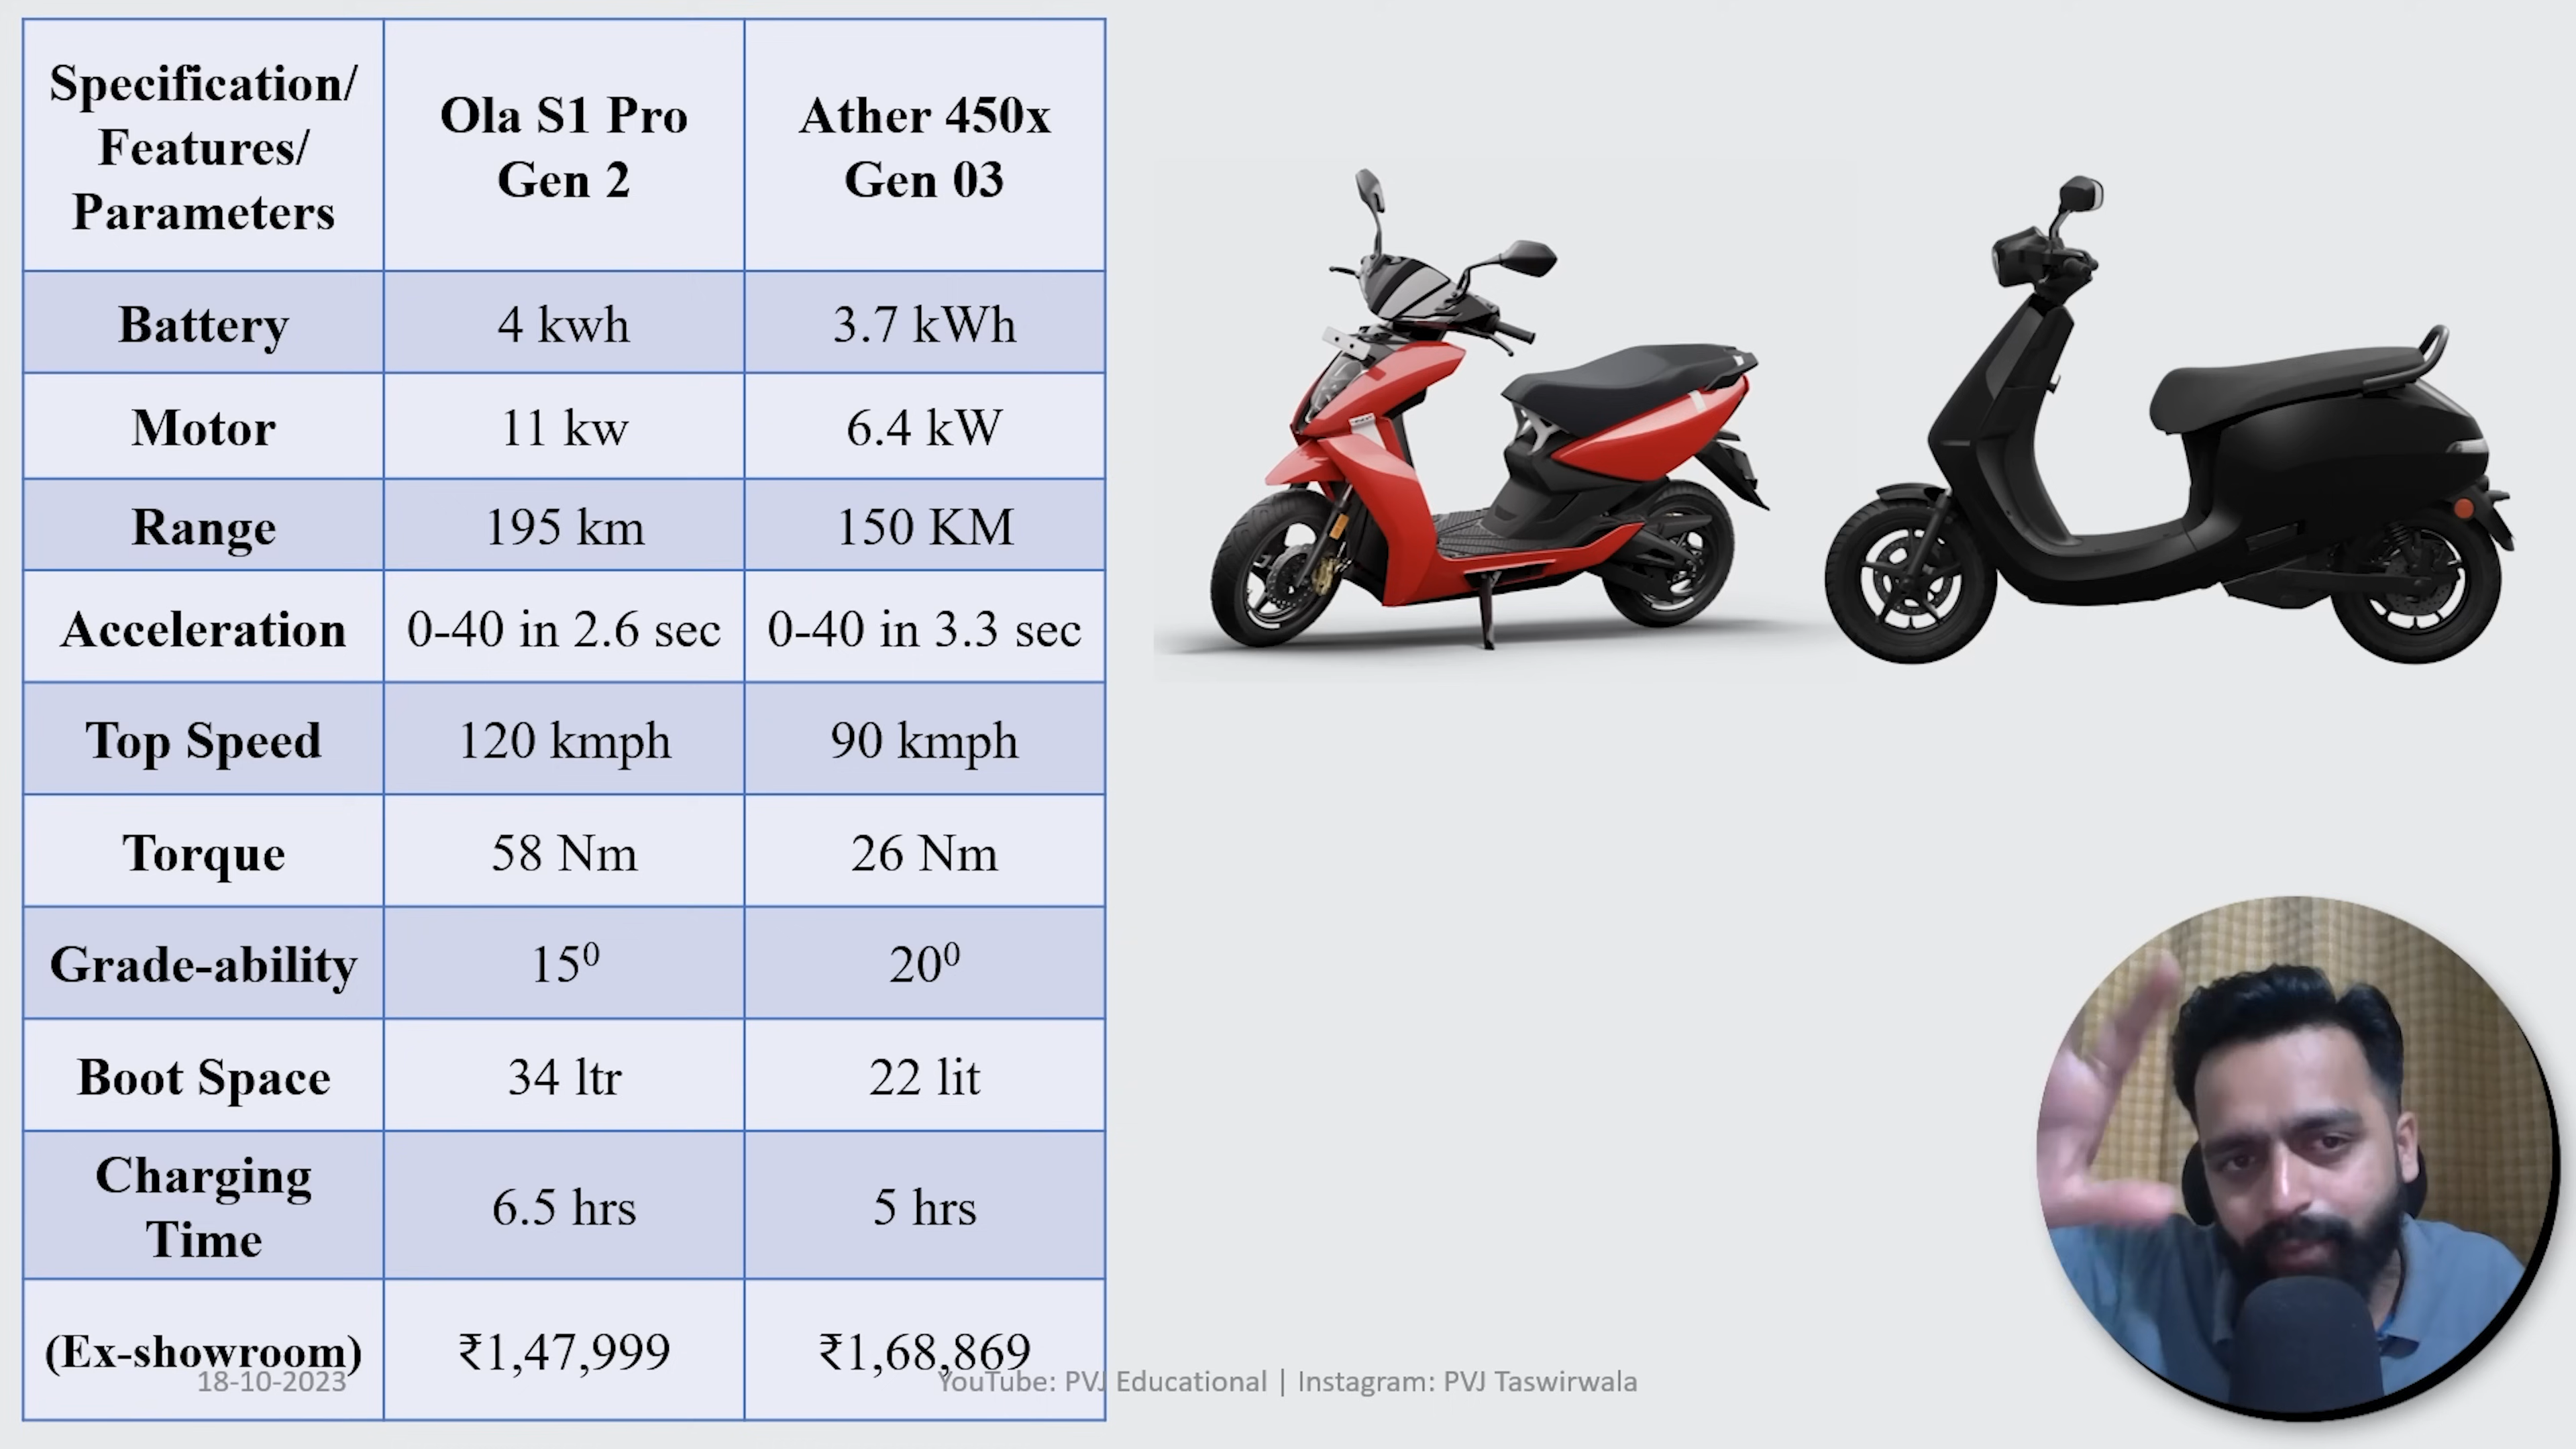 Specification/
Features/
Parameters
Ola S1 Pro
Gen 2
Ather 450x
Gen 03
Battery
4 kwh
3.7 kWh
Motor
11 kw
6.4 kW
Range
195 km
150 KM
Acceleration
0-40 in 2.6 sec
0-40 in 3.3 sec
Top Speed
120 kmph
90 kmph
Torque
58 Nm
26 Nm
Grade-ability
15⁰
20⁰
Boot Space
34 ltr
22 lit
Charging
Time
6.5 hrs
5 hrs
(Ex-showroom)
₹1,47,999
₹1,68,869
18-10-2023
YouTube: PVJ Educational | Instagram: PVJ Taswirwala